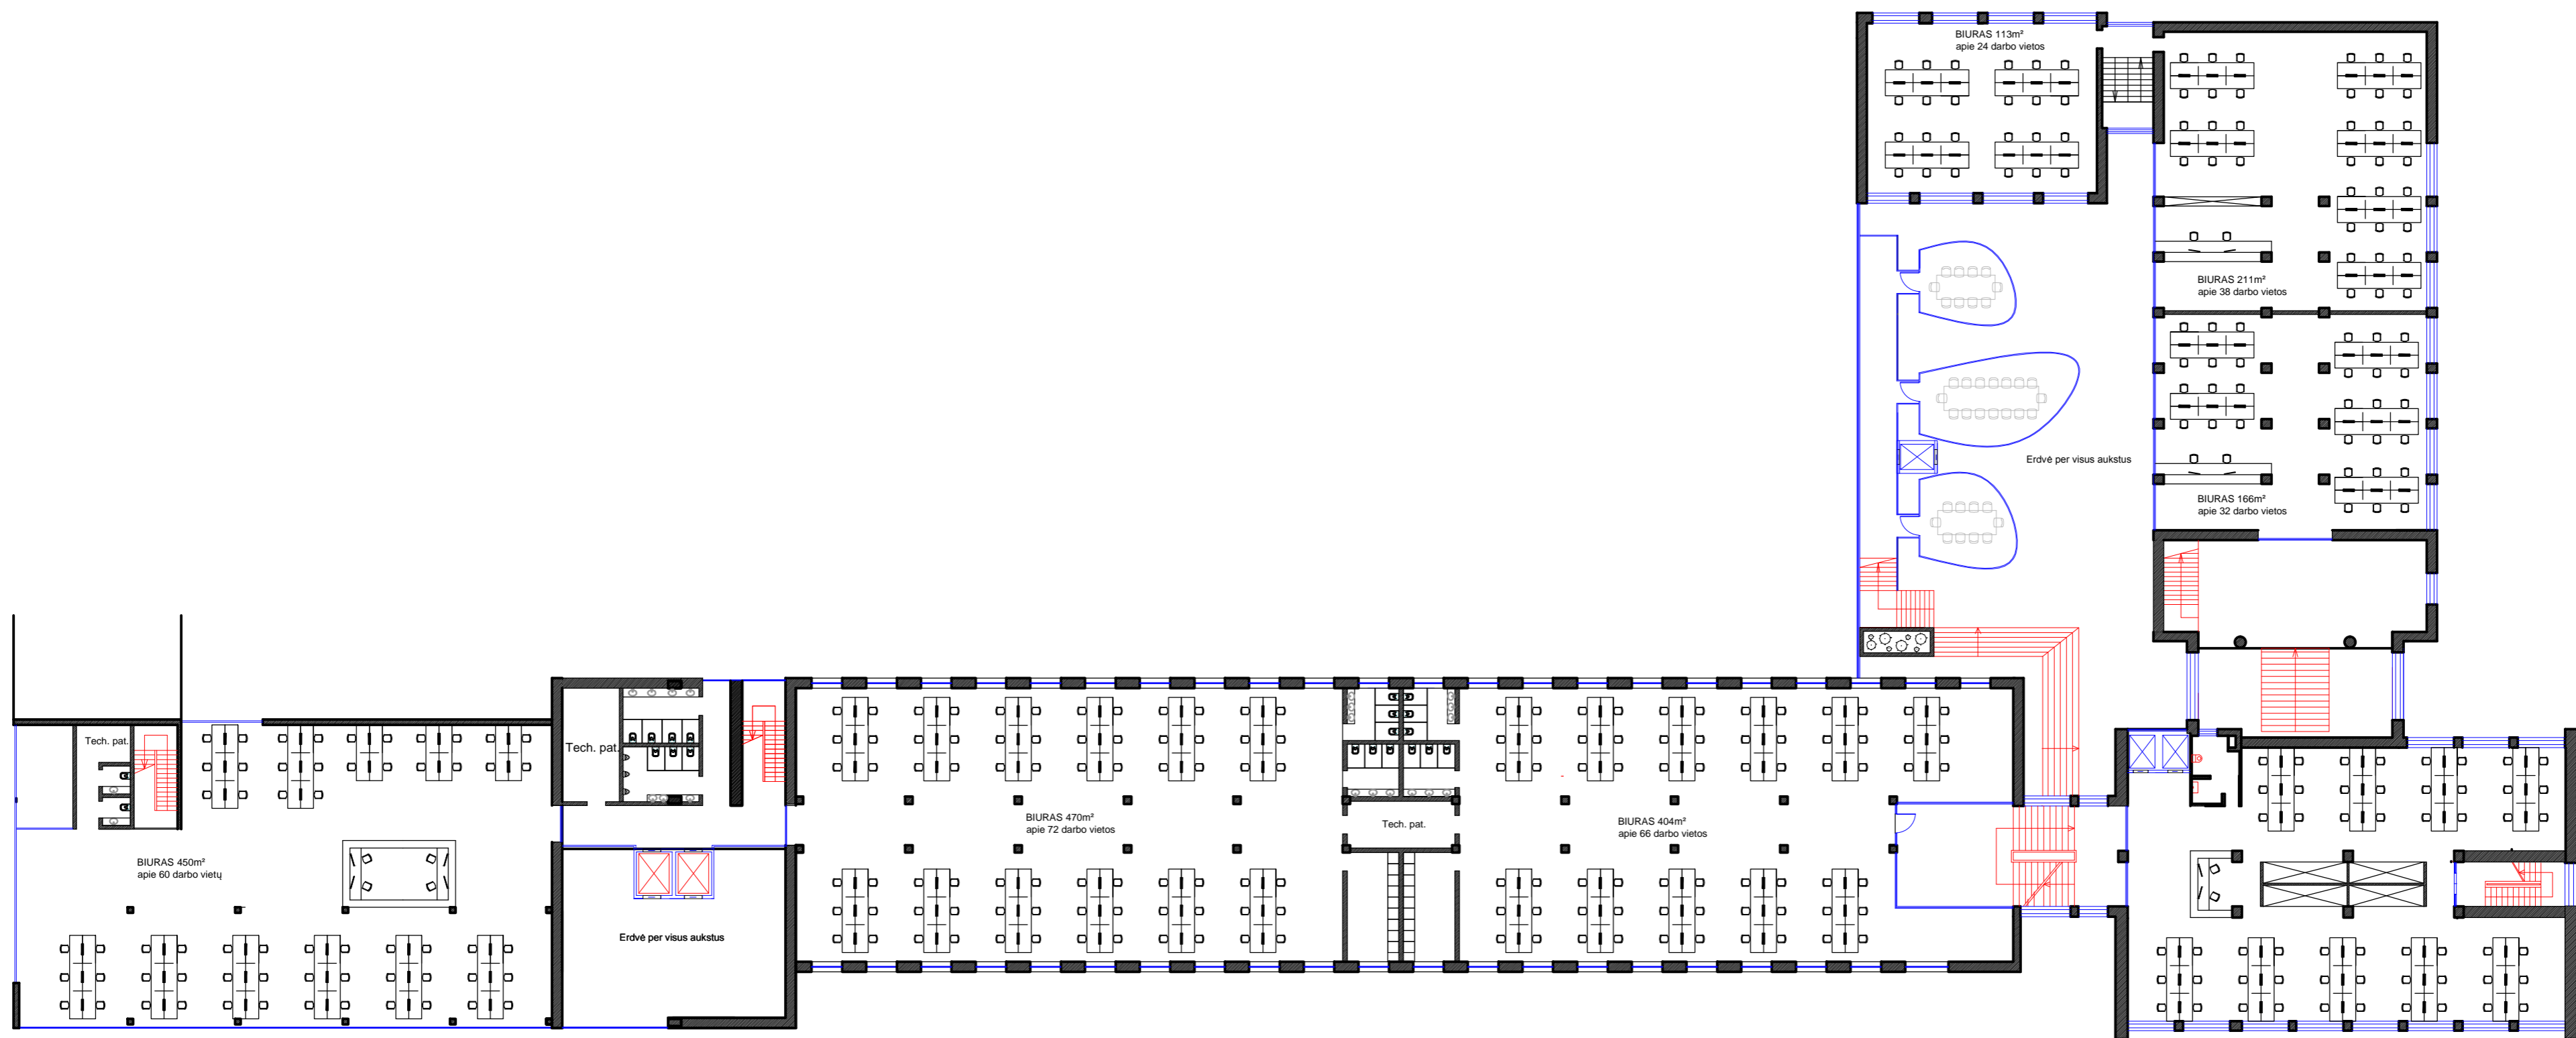 BIURAS 113m²
apie 24 darbo vietos
BIURAS 211m²
apie 38 darbo vietos
Erdvė per visus aukstus
BIURAS 166m²
apie 32 darbo vietos
Tech. pat.
Tech. pat.
BIURAS 470m²
apie 72 darbo vietos
Tech. pat.
BIURAS 404m²
apie 66 darbo vietos
BIURAS 450m²
apie 60 darbo vietų
Erdvė per visus aukstus